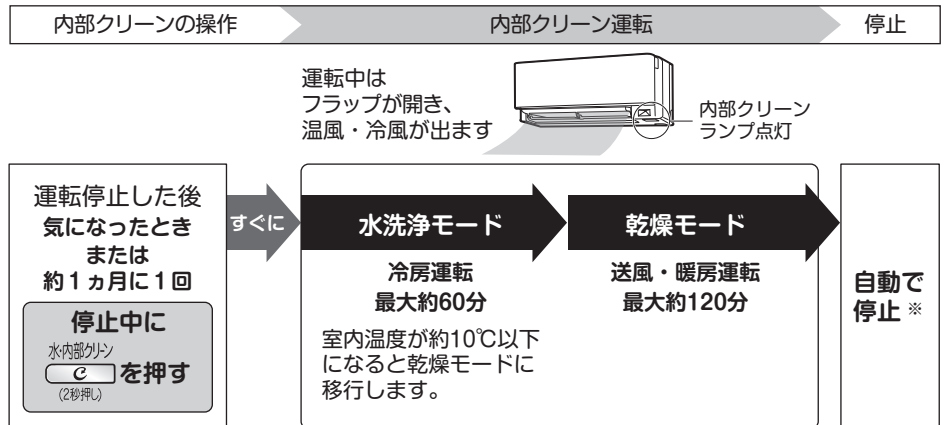 内部クリーンの操作
内部クリーン運転
停止
運転中は
フラップが開き、
温風・冷風が出ます
内部クリーン
ランプ点灯
運転停止した後
気になったとき
または
約1ヵ月に1回
停止中に
水内部クリーン
を押す
(2秒押し)
すぐに
水洗浄モード
冷房運転
最大約60分
室内温度が約10℃以下
になると乾燥モードに
移行します。
乾燥モード
送風・暖房運転
最大約120分
自動で
停止※